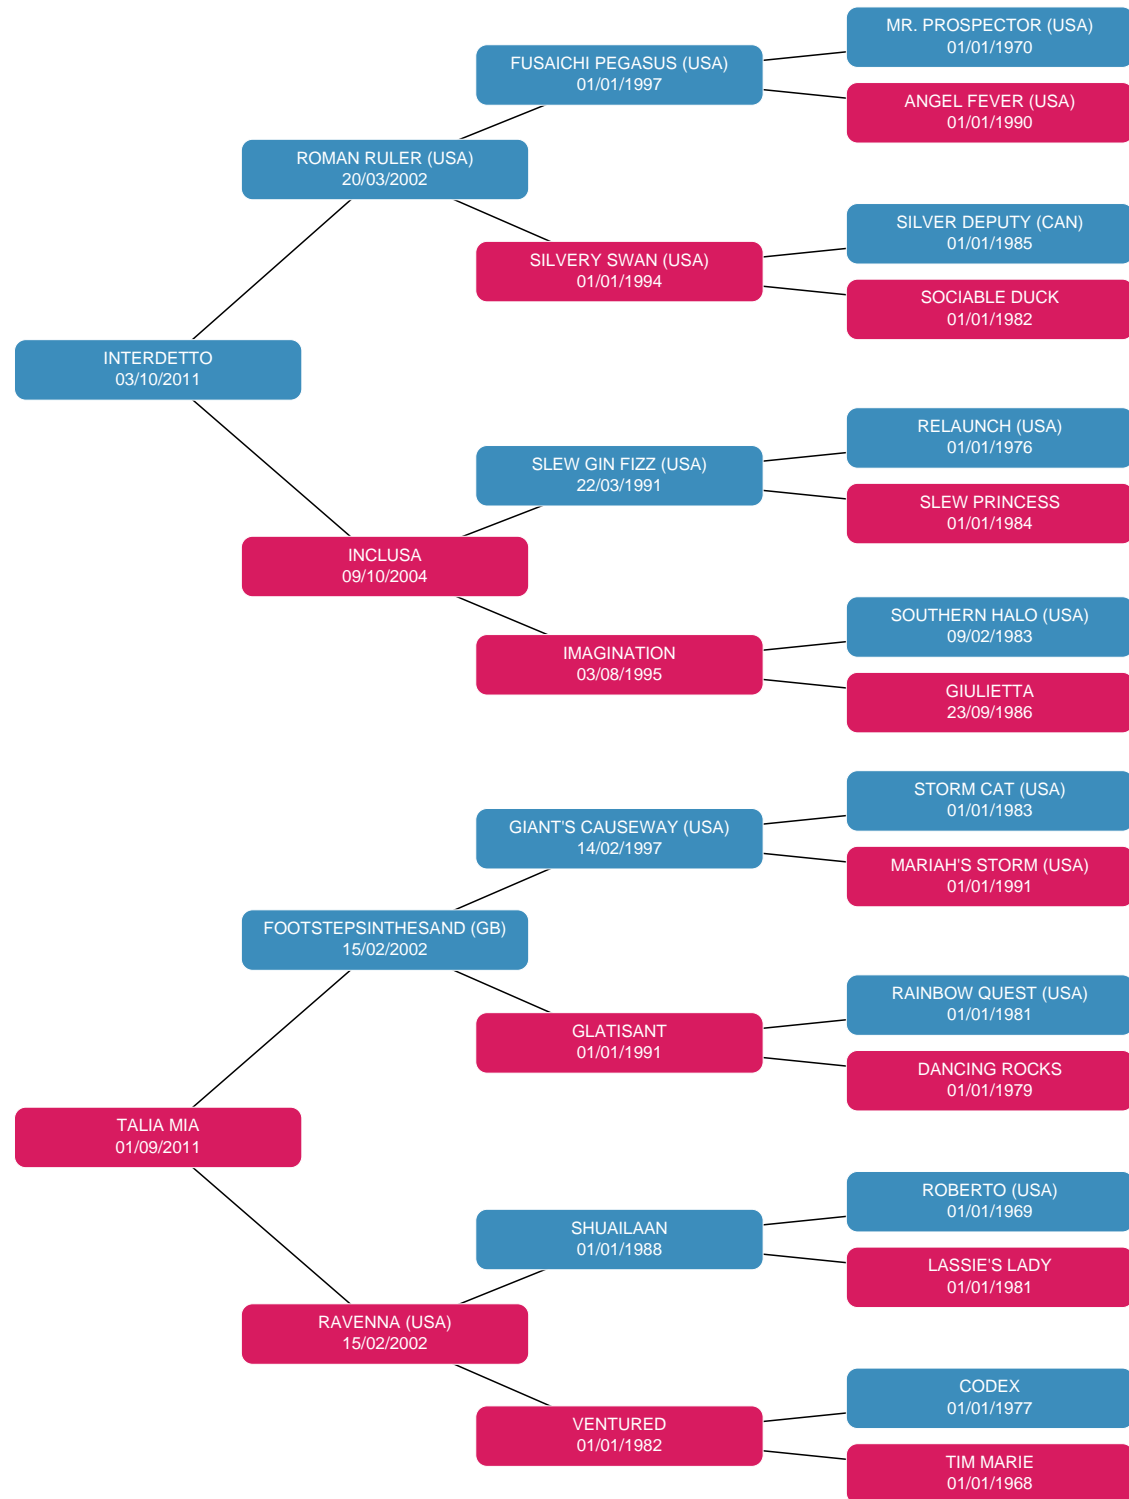 MR. PROSPECTOR (USA)
01/01/1970
FUSAICHI PEGASUS (USA)
01/01/1997
ANGEL FEVER (USA)
01/01/1990
ROMAN RULER (USA)
20/03/2002
SILVER DEPUTY (CAN)
01/01/1985
SILVERY SWAN (USA)
01/01/1994
SOCIABLE DUCK
01/01/1982
INTERDETTO
03/10/2011
RELAUNCH (USA)
01/01/1976
SLEW GIN FIZZ (USA)
22/03/1991
SLEW PRINCESS
01/01/1984
INCLUSA
09/10/2004
SOUTHERN HALO (USA)
09/02/1983
IMAGINATION
03/08/1995
GIULIETTA
23/09/1986
STORM CAT (USA)
01/01/1983
GIANT'S CAUSEWAY (USA)
14/02/1997
MARIAH'S STORM (USA)
01/01/1991
FOOTSTEPSINTHESAND (GB)
15/02/2002
RAINBOW QUEST (USA)
01/01/1981
GLATISANT
01/01/1991
DANCING ROCKS
01/01/1979
TALIA MIA
01/09/2011
ROBERTO (USA)
01/01/1969
SHUAILAAN
01/01/1988
LASSIE'S LADY
01/01/1981
RAVENNA (USA)
15/02/2002
CODEX
01/01/1977
VENTURED
01/01/1982
TIM MARIE
01/01/1968